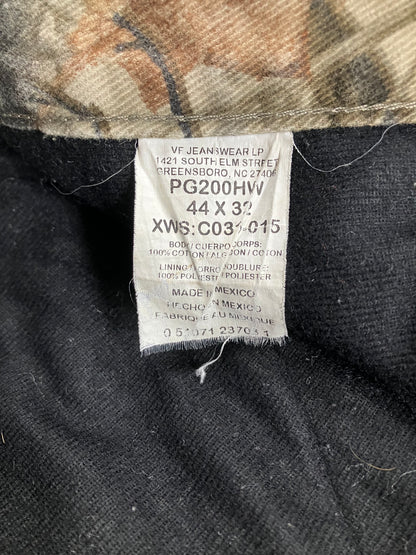 VF JEANSWEAR LP
1421 SOUTH ELM STREET
GREENSBORO, NC 27406
PG200HW
44 X 32
XWS: C031-015
BODY/CUERPO/CORPS:
100% COTTON/ALGODON/COTON
LINING/FORRO/DOUBLURE:
100% POLIESTER/POLYESTER
MADE IN MEXICO
HECHO EN MEXICO
FABRIQUE AU MEXIQUE